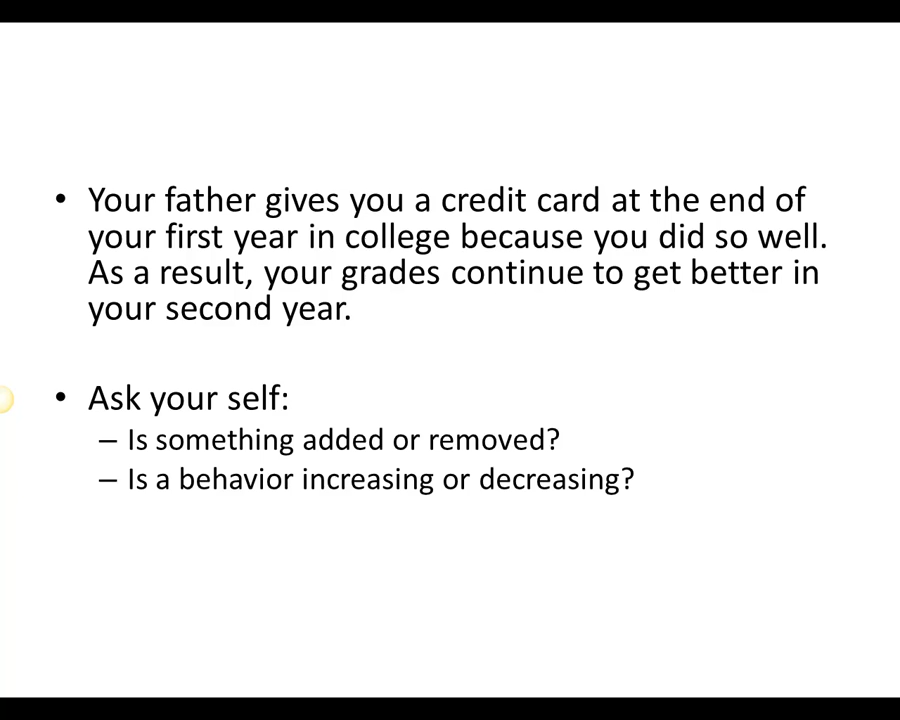 • Your father gives you a credit card at the end of
your first year in college because you did so well.
As a result, your grades continue to get better in
your second year.
• Ask your self:
– Is something added or removed?
– Is a behavior increasing or decreasing?